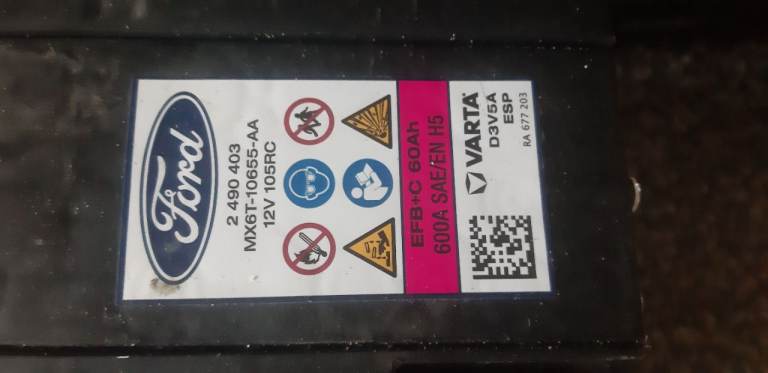 Ford
2 490 403
MX6T-10655-AA
12V 105RC
EFB+C 60Ah
600A SAE/EN H5
VARTA
D3V5A
ESP
RA 677 203